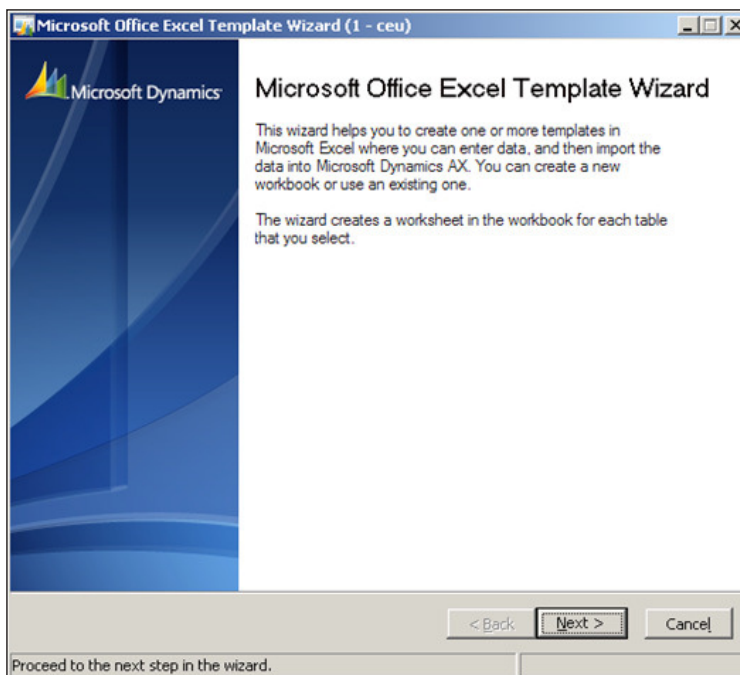 Microsoft Office Excel Template Wizard (1 - ceu)
Microsoft Dynamics
Microsoft Office Excel Template Wizard
This wizard helps you to create one or more templates in
Microsoft Excel where you can enter data, and then import the
data into Microsoft Dynamics AX. You can create a new
workbook or use an existing one.
The wizard creates a worksheet in the workbook for each table
that you select.
< Back Next > Cancel
Proceed to the next step in the wizard.